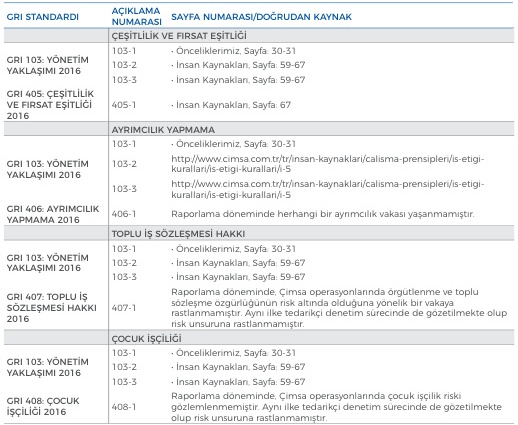 GRI STANDARDI AÇIKLAMA NUMARASI SAYFA NUMARASI/DOĞRUDAN KAYNAK
ÇEŞİTLİLİK VE FIRSAT EŞİTLİĞİ
GRI 103: YÖNETİM
YAKLAŞIMI 2016
103-1 • Önceliklerimiz, Sayfa: 30-31
103-2 • İnsan Kaynakları, Sayfa: 59-67
103-3 • İnsan Kaynakları, Sayfa: 59-67
GRI 405: ÇEŞİTLİLİK
VE FIRSAT EŞİTLİĞİ
2016
405-1 • İnsan Kaynakları, Sayfa: 67
AYRIMCILIK YAPMAMA
GRI 103: YÖNETİM
YAKLAŞIMI 2016
103-1 • Önceliklerimiz, Sayfa: 30-31
103-2 http://www.cimsa.com.tr/tr/insan-kaynaklari/calisma-prensipleri/is-etigi-
kurallari/is-etigi-kurallari/i-5
103-3 http://www.cimsa.com.tr/tr/insan-kaynaklari/calisma-prensipleri/is-etigi-
kurallari/is-etigi-kurallari/i-5
GRI 406: AYRIMCILIK
YAPMAMA 2016
406-1 Raporlama döneminde herhangi bir ayrımcılık vakası yaşanmamıştır.
TOPLU İŞ SÖZLEŞMESİ HAKKI
GRI 103: YÖNETİM
YAKLAŞIMI 2016
103-1 • Önceliklerimiz, Sayfa: 30-31
103-2 • İnsan Kaynakları, Sayfa: 59-67
103-3 • İnsan Kaynakları, Sayfa: 59-67
GRI 407: TOPLU İŞ
SÖZLEŞMESİ HAKKI
2016
407-1 Raporlama döneminde, Çimsa operasyonlarında örgütlenme ve toplu
sözleşme özgürlüğünün risk altında olduğuna yönelik bir vakaya
rastlanmamıştır. Aynı ilke tedarikçi denetim sürecinde de gözetilmekte olup
risk unsuruna rastlanmamıştır.
ÇOCUK İŞÇİLİĞİ
GRI 103: YÖNETİM
YAKLAŞIMI 2016
103-1 • Önceliklerimiz, Sayfa: 30-31
103-2 • İnsan Kaynakları, Sayfa: 59-67
103-3 • İnsan Kaynakları, Sayfa: 59-67
GRI 408: ÇOCUK
İŞÇİLİĞİ 2016
408-1 Raporlama döneminde, Çimsa operasyonlarında çocuk işçilik riski
gözlemlenmemiştir. Aynı ilke tedarikçi denetim sürecinde de gözetilmekte
olup risk unsuruna rastlanmamıştır.